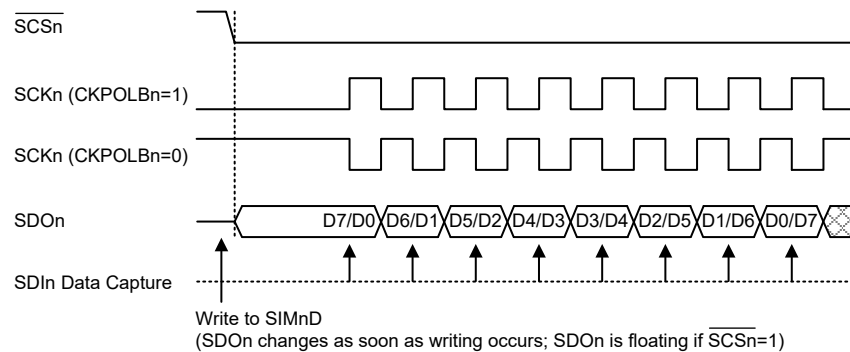 SCSn
SCKn (CKPOLBn=1)
SCKn (CKPOLBn=0)
SDOn D7/D0 D6/D1 D5/D2 D4/D3 D3/D4 D2/D5 D1/D6 D0/D7
SDIn Data Capture
Write to SIMnD
(SDOn changes as soon as writing occurs; SDOn is floating if SCSn=1)